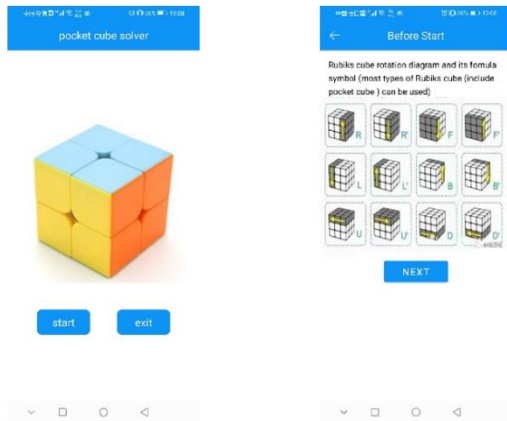 pocket cube solver
start
exit
Before Start
Rubiks cube rotation diagram and its fomula
symbol (most types of Rubiks cube (include
pocket cube ) can be used)
R
R'
F
F'
L
L'
B
B'
U
U'
D
D'
NEXT